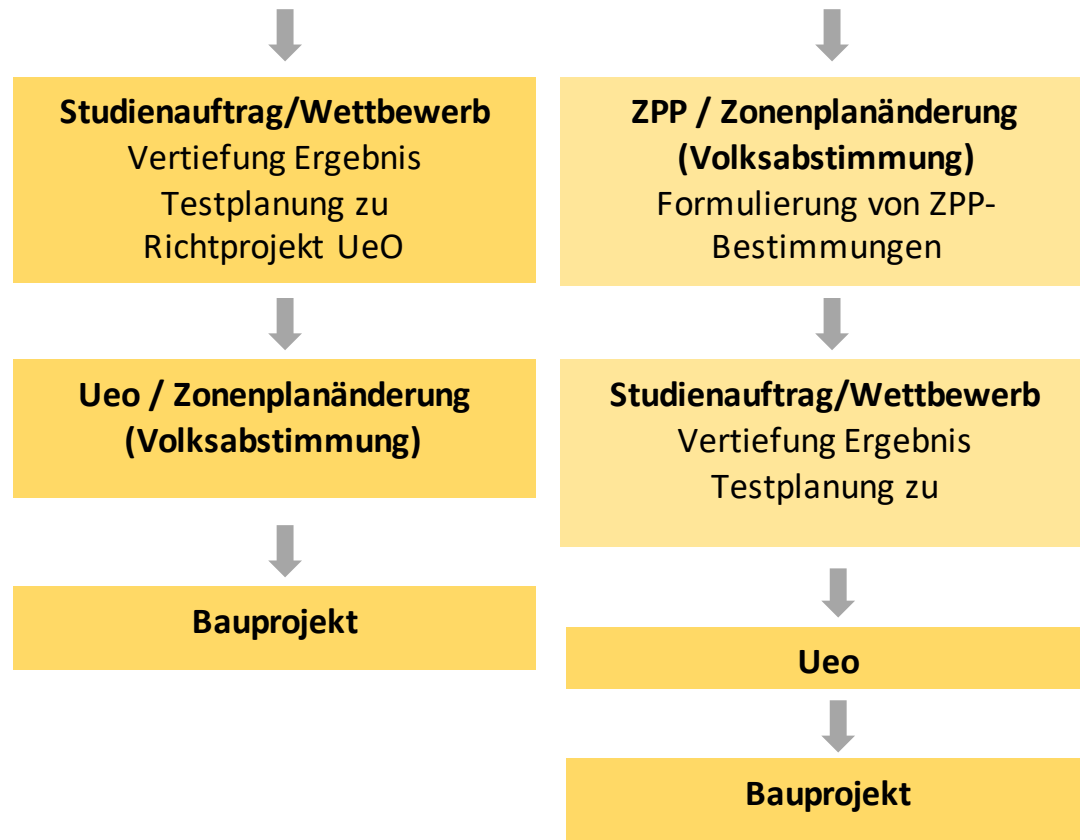 Studienauftrag/Wettbewerb
Vertiefung Ergebnis
Testplanung zu
Richtprojekt UeO
Ueo / Zonenplanänderung
(Volksabstimmung)
Bauprojekt
ZPP / Zonenplanänderung
(Volksabstimmung)
Formulierung von ZPP-
Bestimmungen
Studienauftrag/Wettbewerb
Vertiefung Ergebnis
Testplanung zu
Ueo
Bauprojekt